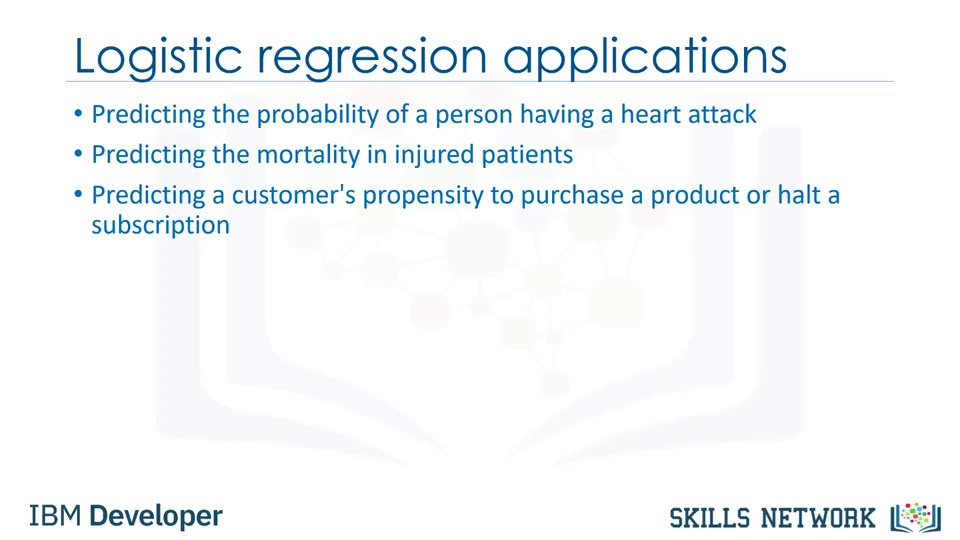 Logistic regression applications
• Predicting the probability of a person having a heart attack
• Predicting the mortality in injured patients
• Predicting a customer's propensity to purchase a product or halt a
subscription
IBM Developer
SKILLS NETWORK